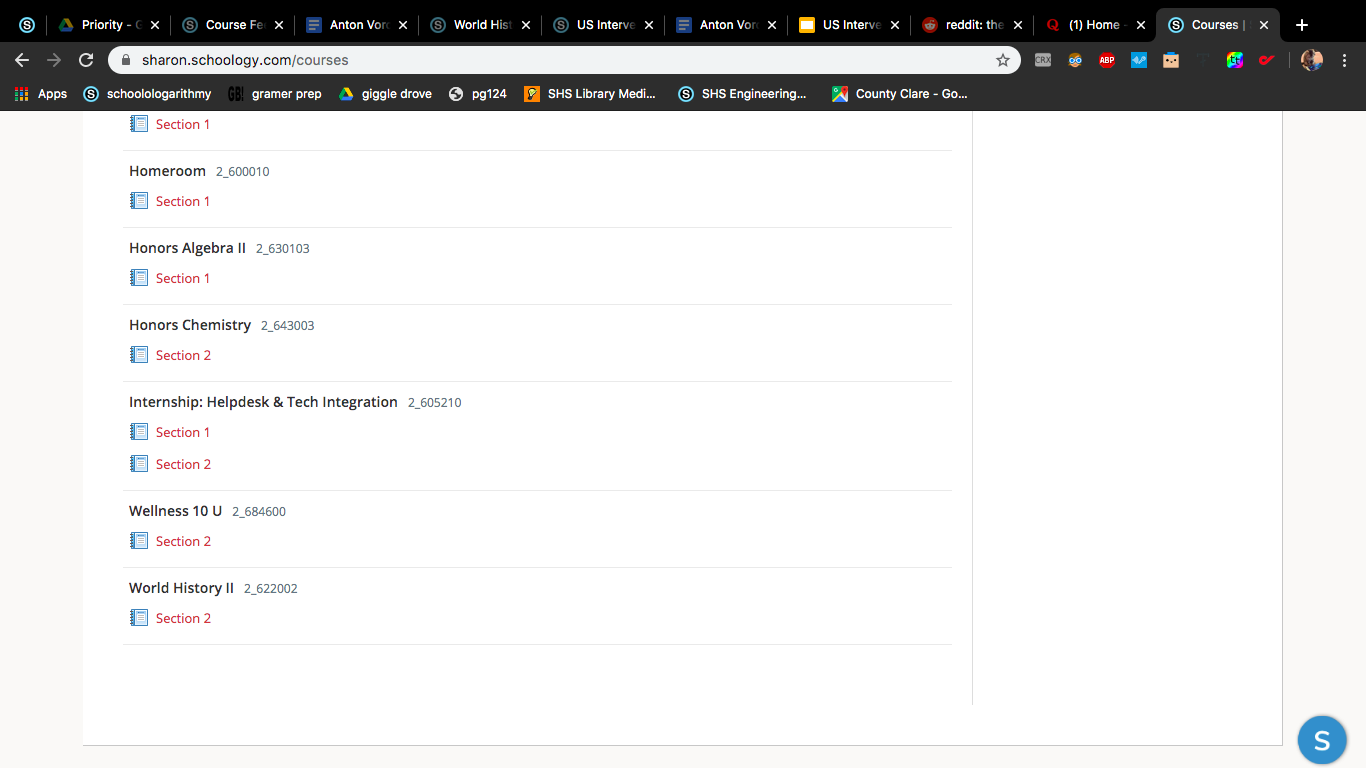 Priority - G
Course Fe
Anton Voro
World Hist
US Interve
Anton Voro
US Interve
reddit: the
(1) Home -
Courses |
sharon.schoology.com/courses
CRX
ABP
Apps
schoolologarithmy
GB!
gramer prep
giggle drove
pg124
SHS Library Medi...
SHS Engineering...
County Clare - Go...
Section 1
Homeroom 2_600010
Section 1
Honors Algebra II 2_630103
Section 1
Honors Chemistry 2_643003
Section 2
Internship: Helpdesk & Tech Integration 2_605210
Section 1
Section 2
Wellness 10 U 2_684600
Section 2
World History II 2_622002
Section 2
S